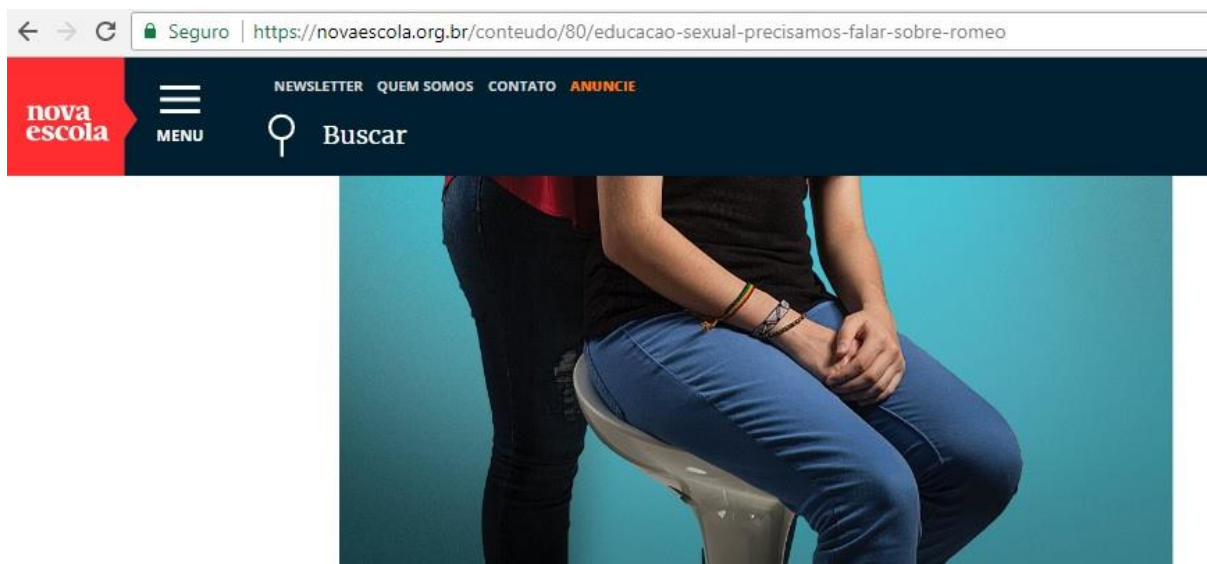 Seguro | https://novaescola.org.br/conteudo/80/educacao-sexual-precisamos-falar-sobre-romeo
NEWSLETTER QUEM SOMOS CONTATO ANUNCIE
nova
escola
MENU
Buscar